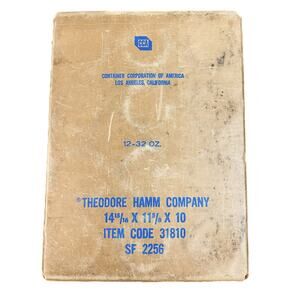 CONTAINER CORPORATION OF AMERICA
LOS ANGELES, CALIFORNIA
12-32 OZ.
THEODORE HAMM COMPANY
14 15/16 X 11 3/8 X 10
ITEM CODE 31810
SF 2256